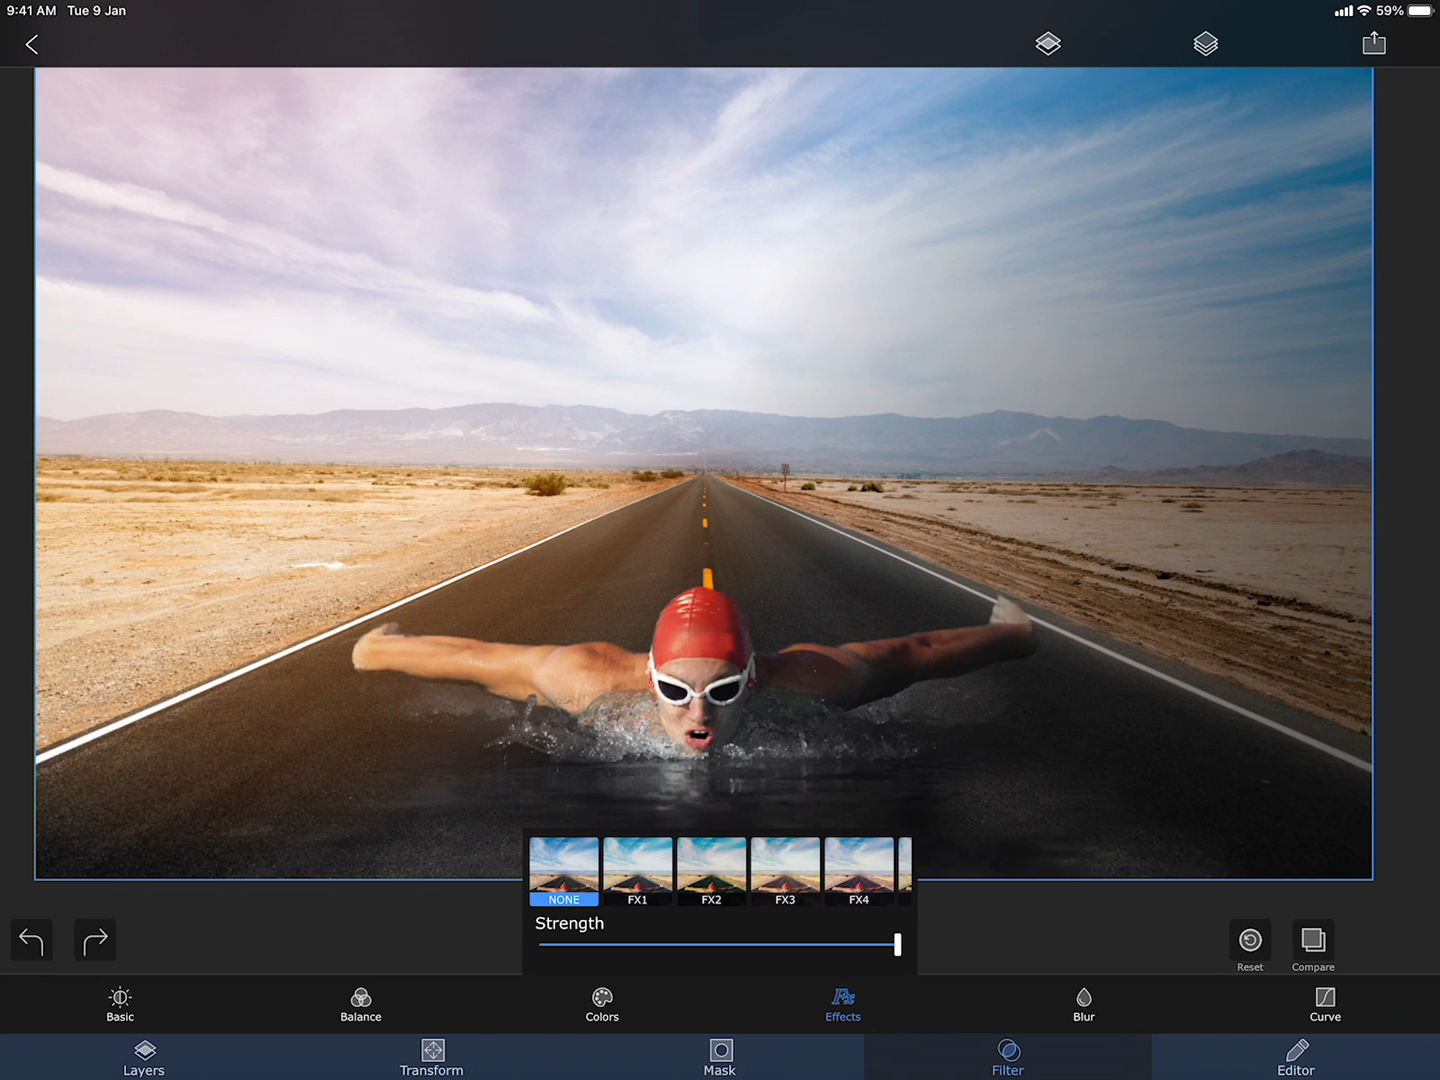 9:41 AM Tue 9 Jan
59%
NONE FX1 FX2 FX3 FX4
Strength
Reset Compare
Basic Balance Colors Effects Blur Curve
Layers Transform Mask Filter Editor